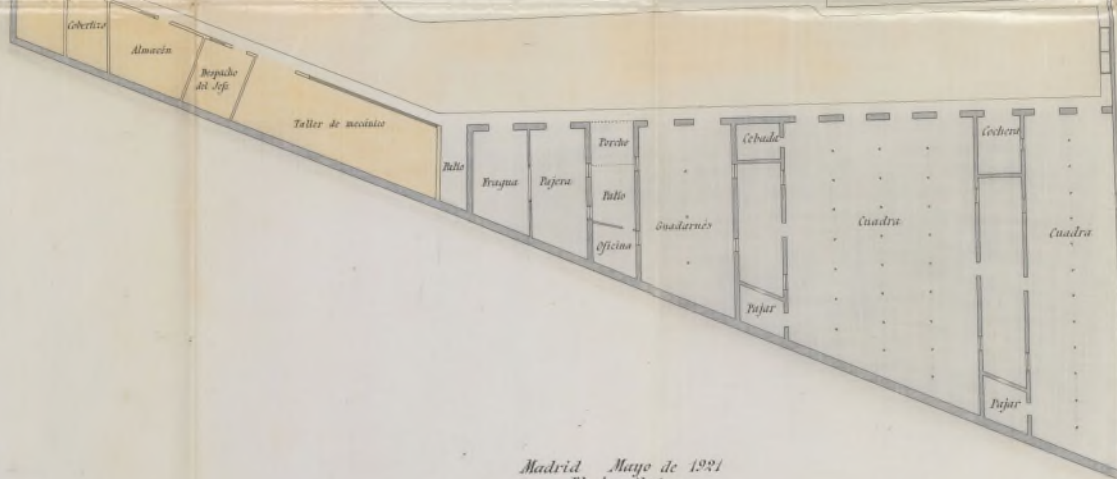 Cobertizo
Almacén
Despacho
del Jefe
Taller de mecánico
Patio
Fragua
Pajera
Porche
Patio
Oficina
Guadarnés
Cebada
Pajar
Cuadra
Cochera
Pajar
Cuadra
Madrid Mayo de 1921